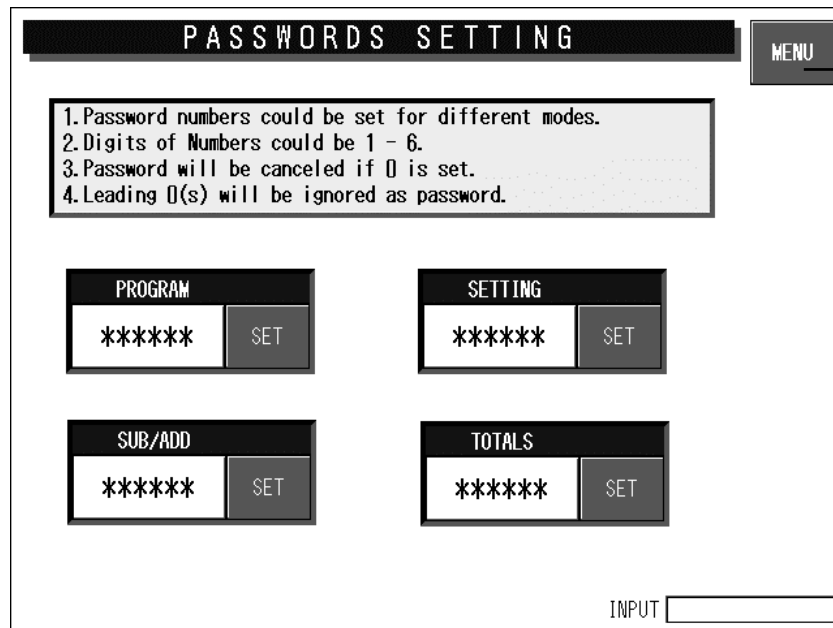 PASSWORDS SETTING
MENU
1.Password numbers could be set for different modes.
2.Digits of Numbers could be 1 - 6.
3.Password will be canceled if 0 is set.
4.Leading 0(s) will be ignored as password.
PROGRAM
SETTING
****** SET
****** SET
SUB/ADD
TOTALS
****** SET
****** SET
INPUT